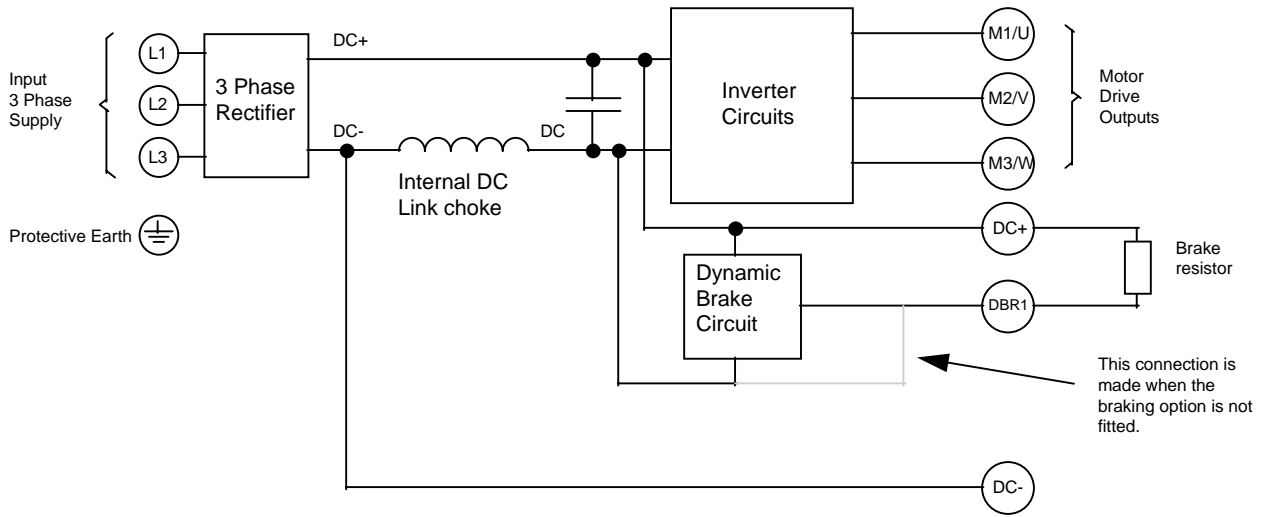 Input
3 Phase
Supply
L1
L2
L3
Protective Earth
3 Phase
Rectifier
DC+
DC-
DC
Internal DC
Link choke
Inverter
Circuits
M1/U
M2/V
M3/W
Motor
Drive
Outputs
DC+
Dynamic
Brake
Circuit
DBR1
Brake
resistor
This connection is
made when the
braking option is not
fitted.
DC-